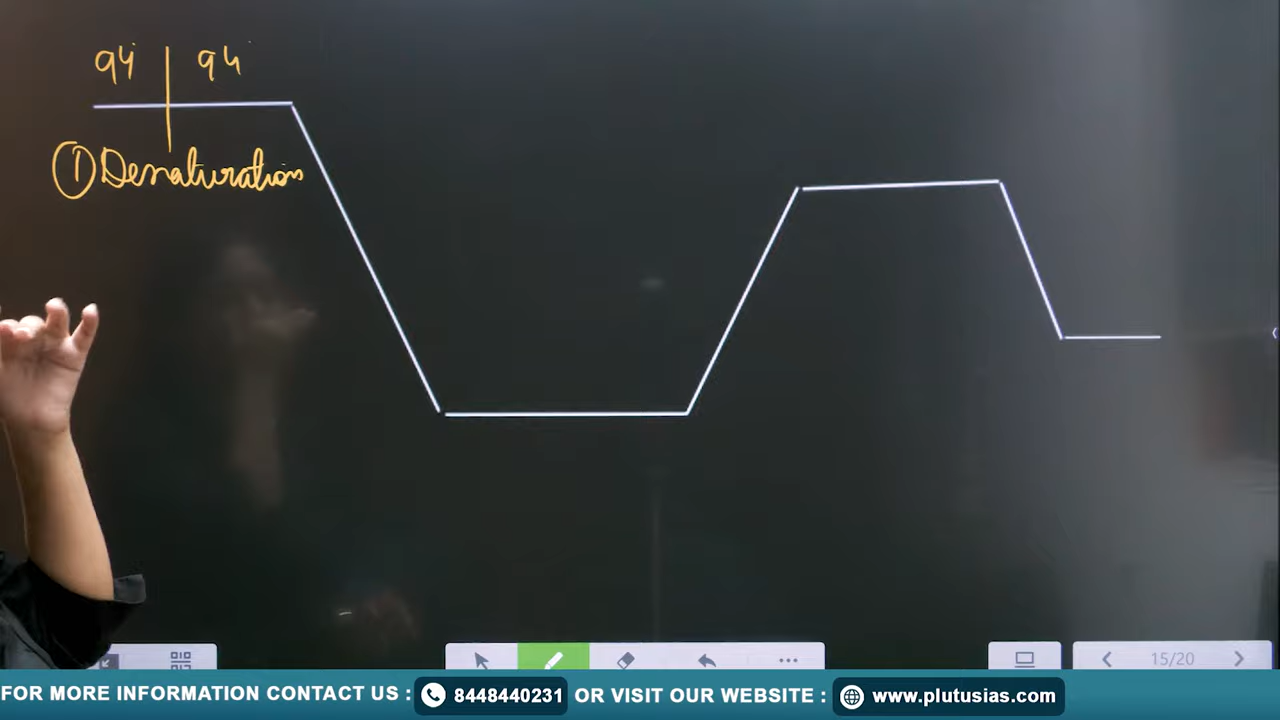 94 94
① Denaturation
15/20
FOR MORE INFORMATION CONTACT US : 8448440231 OR VISIT OUR WEBSITE : www.plutusias.com